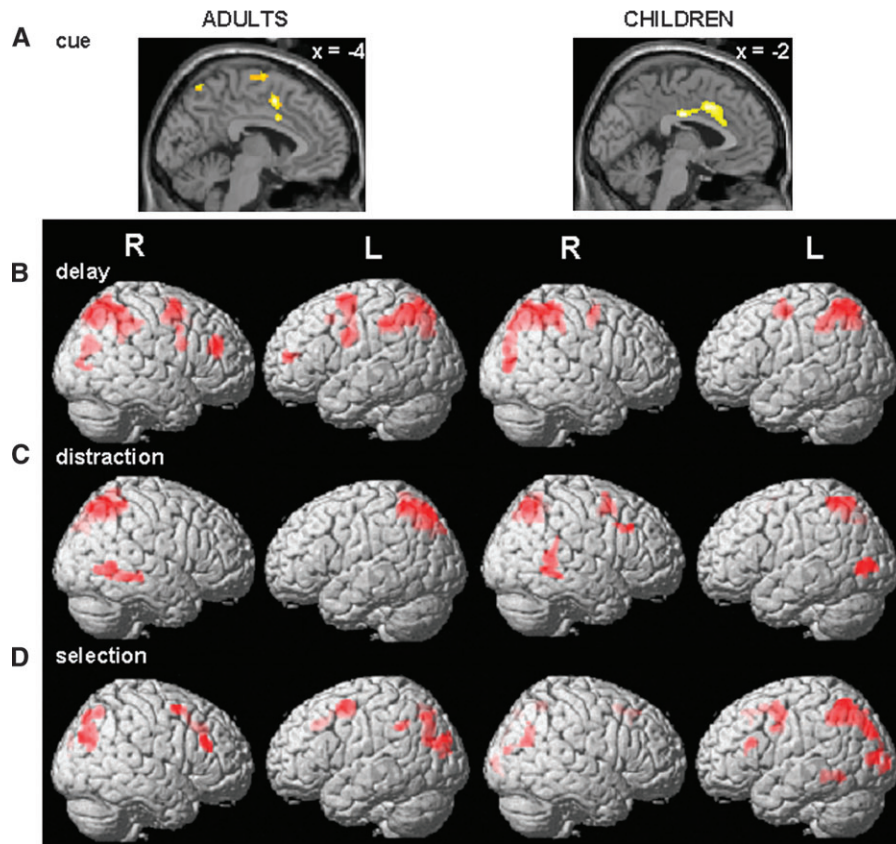 ADULTS CHILDREN
A cue x = -4 x = -2
R L R L
B delay
C distraction
D selection